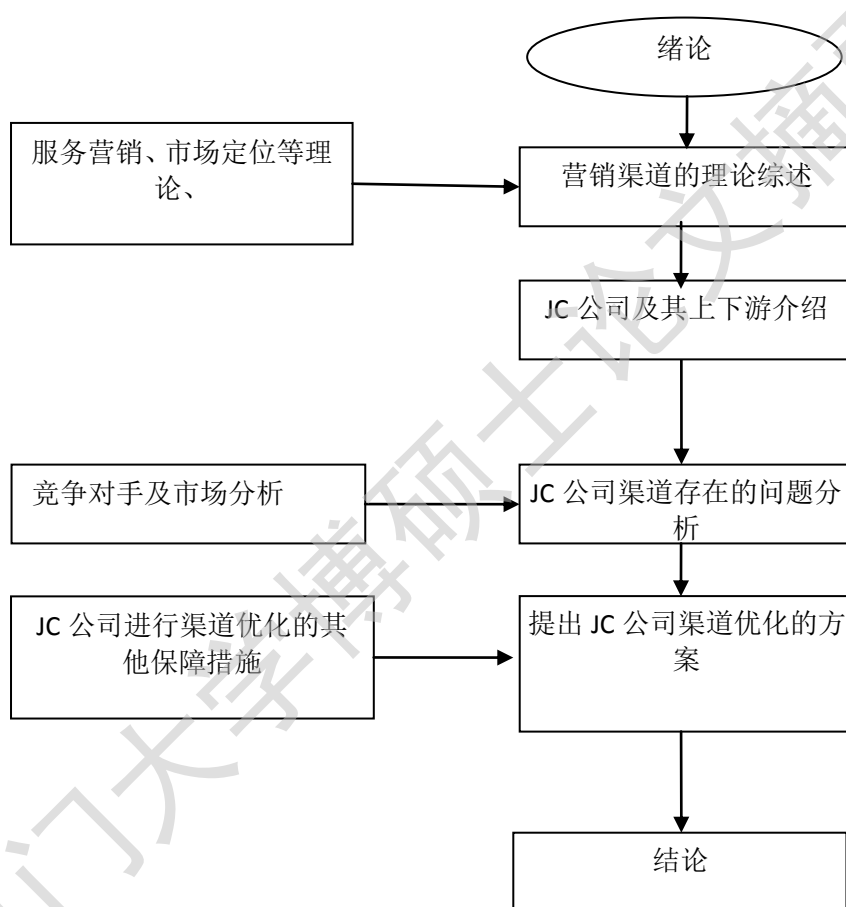 绪论
服务营销、市场定位等理
论、
营销渠道的理论综述
JC 公司及其上下游介绍
竞争对手及市场分析
JC 公司渠道存在的问题分
析
JC 公司进行渠道优化的其
他保障措施
提出 JC 公司渠道优化的方
案
结论
门大学博硕士论文摘